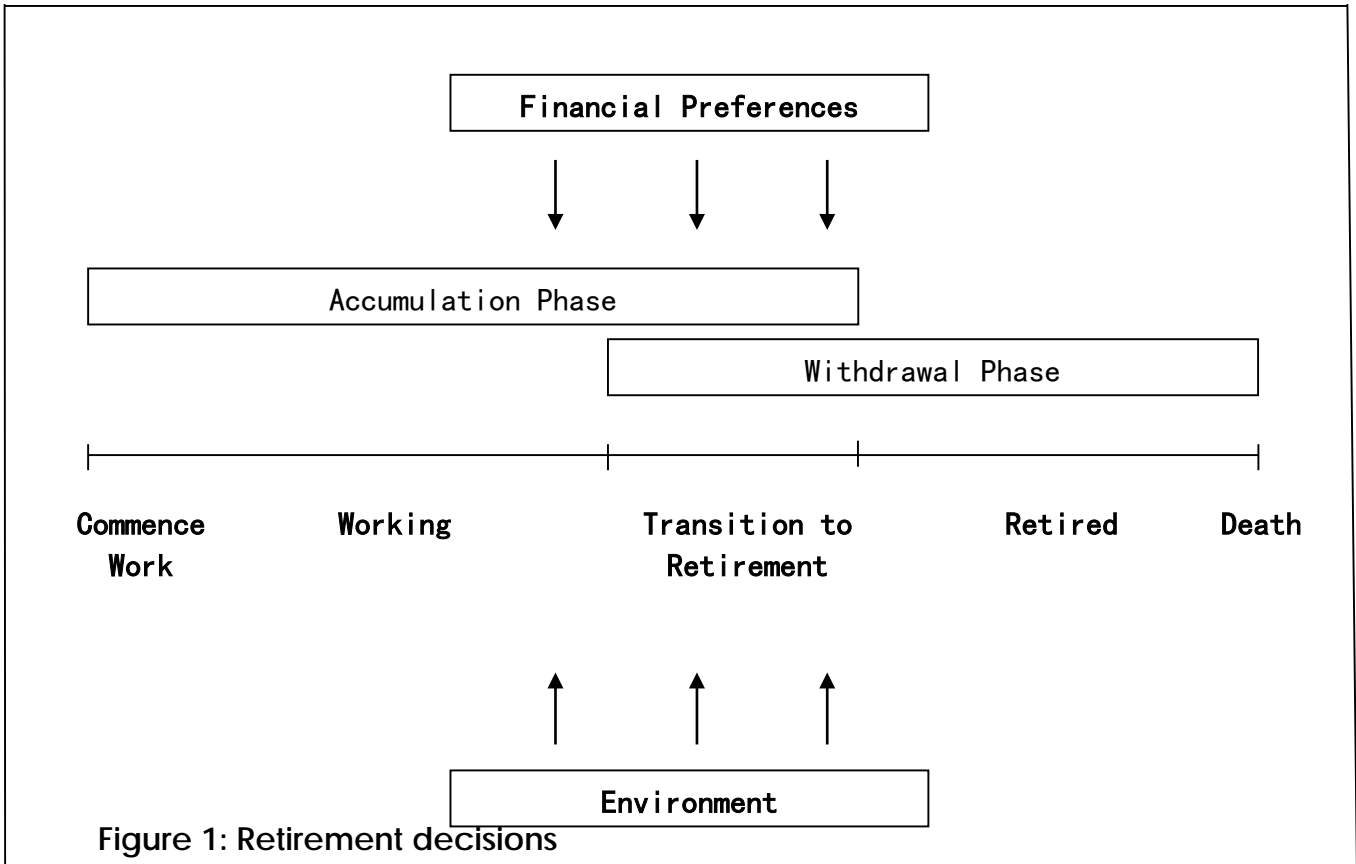 Financial Preferences
Accumulation Phase
Withdrawal Phase
Commence Work
Working
Transition to Retirement
Retired
Death
Environment
Figure 1: Retirement decisions